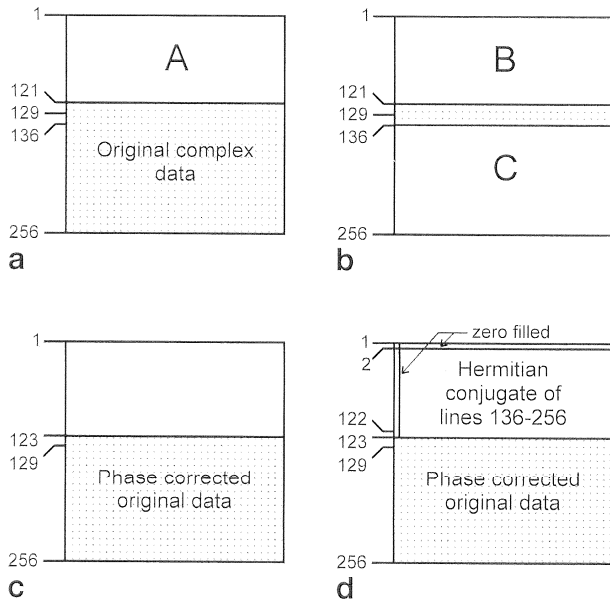 1
A
121
129
136
Original complex
data
256
a
1
B
121
129
136
C
256
b
1
123
129
Phase corrected
original data
256
c
zero filled
1
2
Hermitian
conjugate of
lines 136-256
122
123
129
Phase corrected
original data
256
d